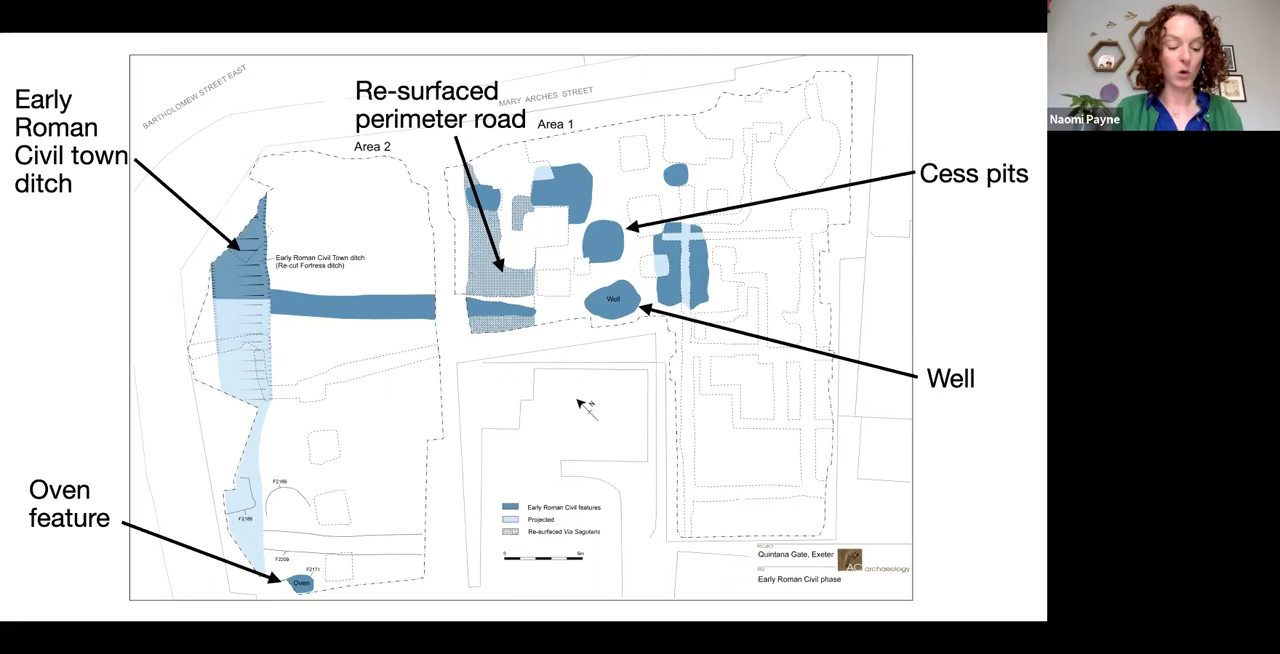 Early
Roman
Civil town
ditch
BARTHOLOMEW STREET EAST
Re-surfaced
perimeter road
MARY ARCHES STREET
Area 1
Area 2
Naomi Payne
Cess pits
Early Roman Civil Town ditch
(Re-cut Fortress ditch)
Well
Well
N
Oven
feature
F2169
F2166
F2209
F2171
Oven
Early Roman Civil features
Projected
Re-surfaced Via Sagularis
0
5m
PROJECT
Quintana Gate, Exeter
TITLE
Early Roman Civil phase
AC archaeology